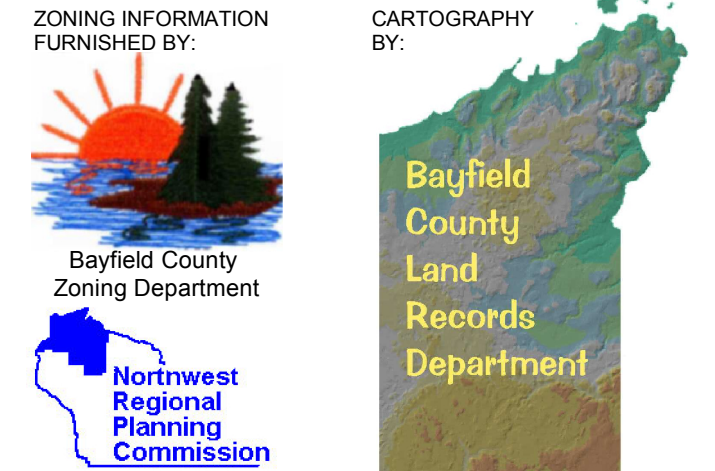 ZONING INFORMATION
FURNISHED BY:
Bayfield County
Zoning Department
Nortnwest
Regional
Planning
Commission
CARTOGRAPHY
BY:
Bayfield
County
Land
Records
Department